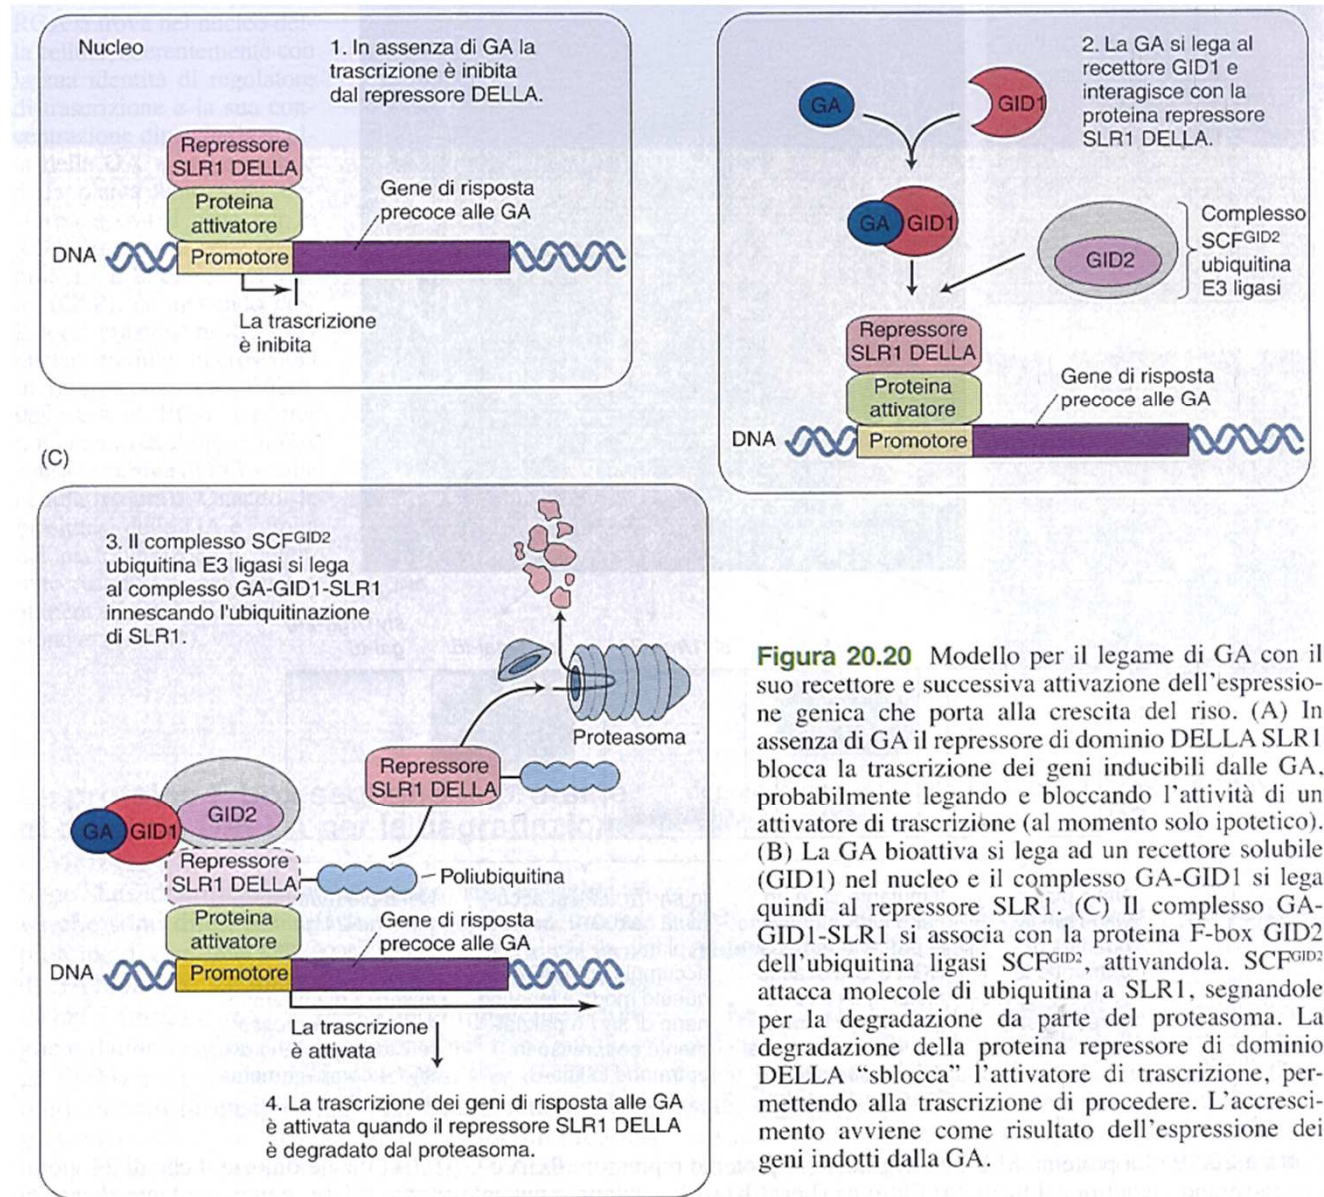 Nucleo
1. In assenza di GA la
trascrizione è inibita
dal repressore DELLA.
Repressore
SLR1 DELLA
Proteina
attivatore
Gene di risposta
precoce alle GA
DNA
Promotore
La trascrizione
è inibita
2. La GA si lega al
recettore GID1 e
interagisce con la
proteina repressore
SLR1 DELLA.
GA
GID1
GA
GID1
Complesso
SCFGID2
ubiquitina
E3 ligasi
GID2
Repressore
SLR1 DELLA
Proteina
attivatore
Gene di risposta
precoce alle GA
DNA
Promotore
(C)
3. Il complesso SCFGID2
ubiquitina E3 ligasi si lega
al complesso GA-GID1-SLR1
innescando l'ubiquitinazione
di SLR1.
Proteasoma
Repressore
SLR1 DELLA
GA
GID1
GID2
Repressore
SLR1 DELLA
Poliubiquitina
Proteina
attivatore
Gene di risposta
precoce alle GA
DNA
Promotore
La trascrizione
è attivata
4. La trascrizione dei geni di risposta alle GA
è attivata quando il repressore SLR1 DELLA
è degradato dal proteasoma.
Figura 20.20 Modello per il legame di GA con il
suo recettore e successiva attivazione dell'espressio-
ne genica che porta alla crescita del riso. (A) In
assenza di GA il repressore di dominio DELLA SLR1
blocca la trascrizione dei geni inducibili dalle GA,
probabilmente legando e bloccando l'attività di un
attivatore di trascrizione (al momento solo ipotetico).
(B) La GA bioattiva si lega ad un recettore solubile
(GID1) nel nucleo e il complesso GA-GID1 si lega
quindi al repressore SLR1. (C) Il complesso GA-
GID1-SLR1 si associa con la proteina F-box GID2
dell'ubiquitina ligasi SCFGID2, attivandola. SCFGID2
attacca molecole di ubiquitina a SLR1, segnandole
per la degradazione da parte del proteasoma. La
degradazione della proteina repressore di dominio
DELLA “sblocca” l'attivatore di trascrizione, per-
mettendo alla trascrizione di procedere. L'accresci-
mento avviene come risultato dell'espressione dei
geni indotti dalla GA.